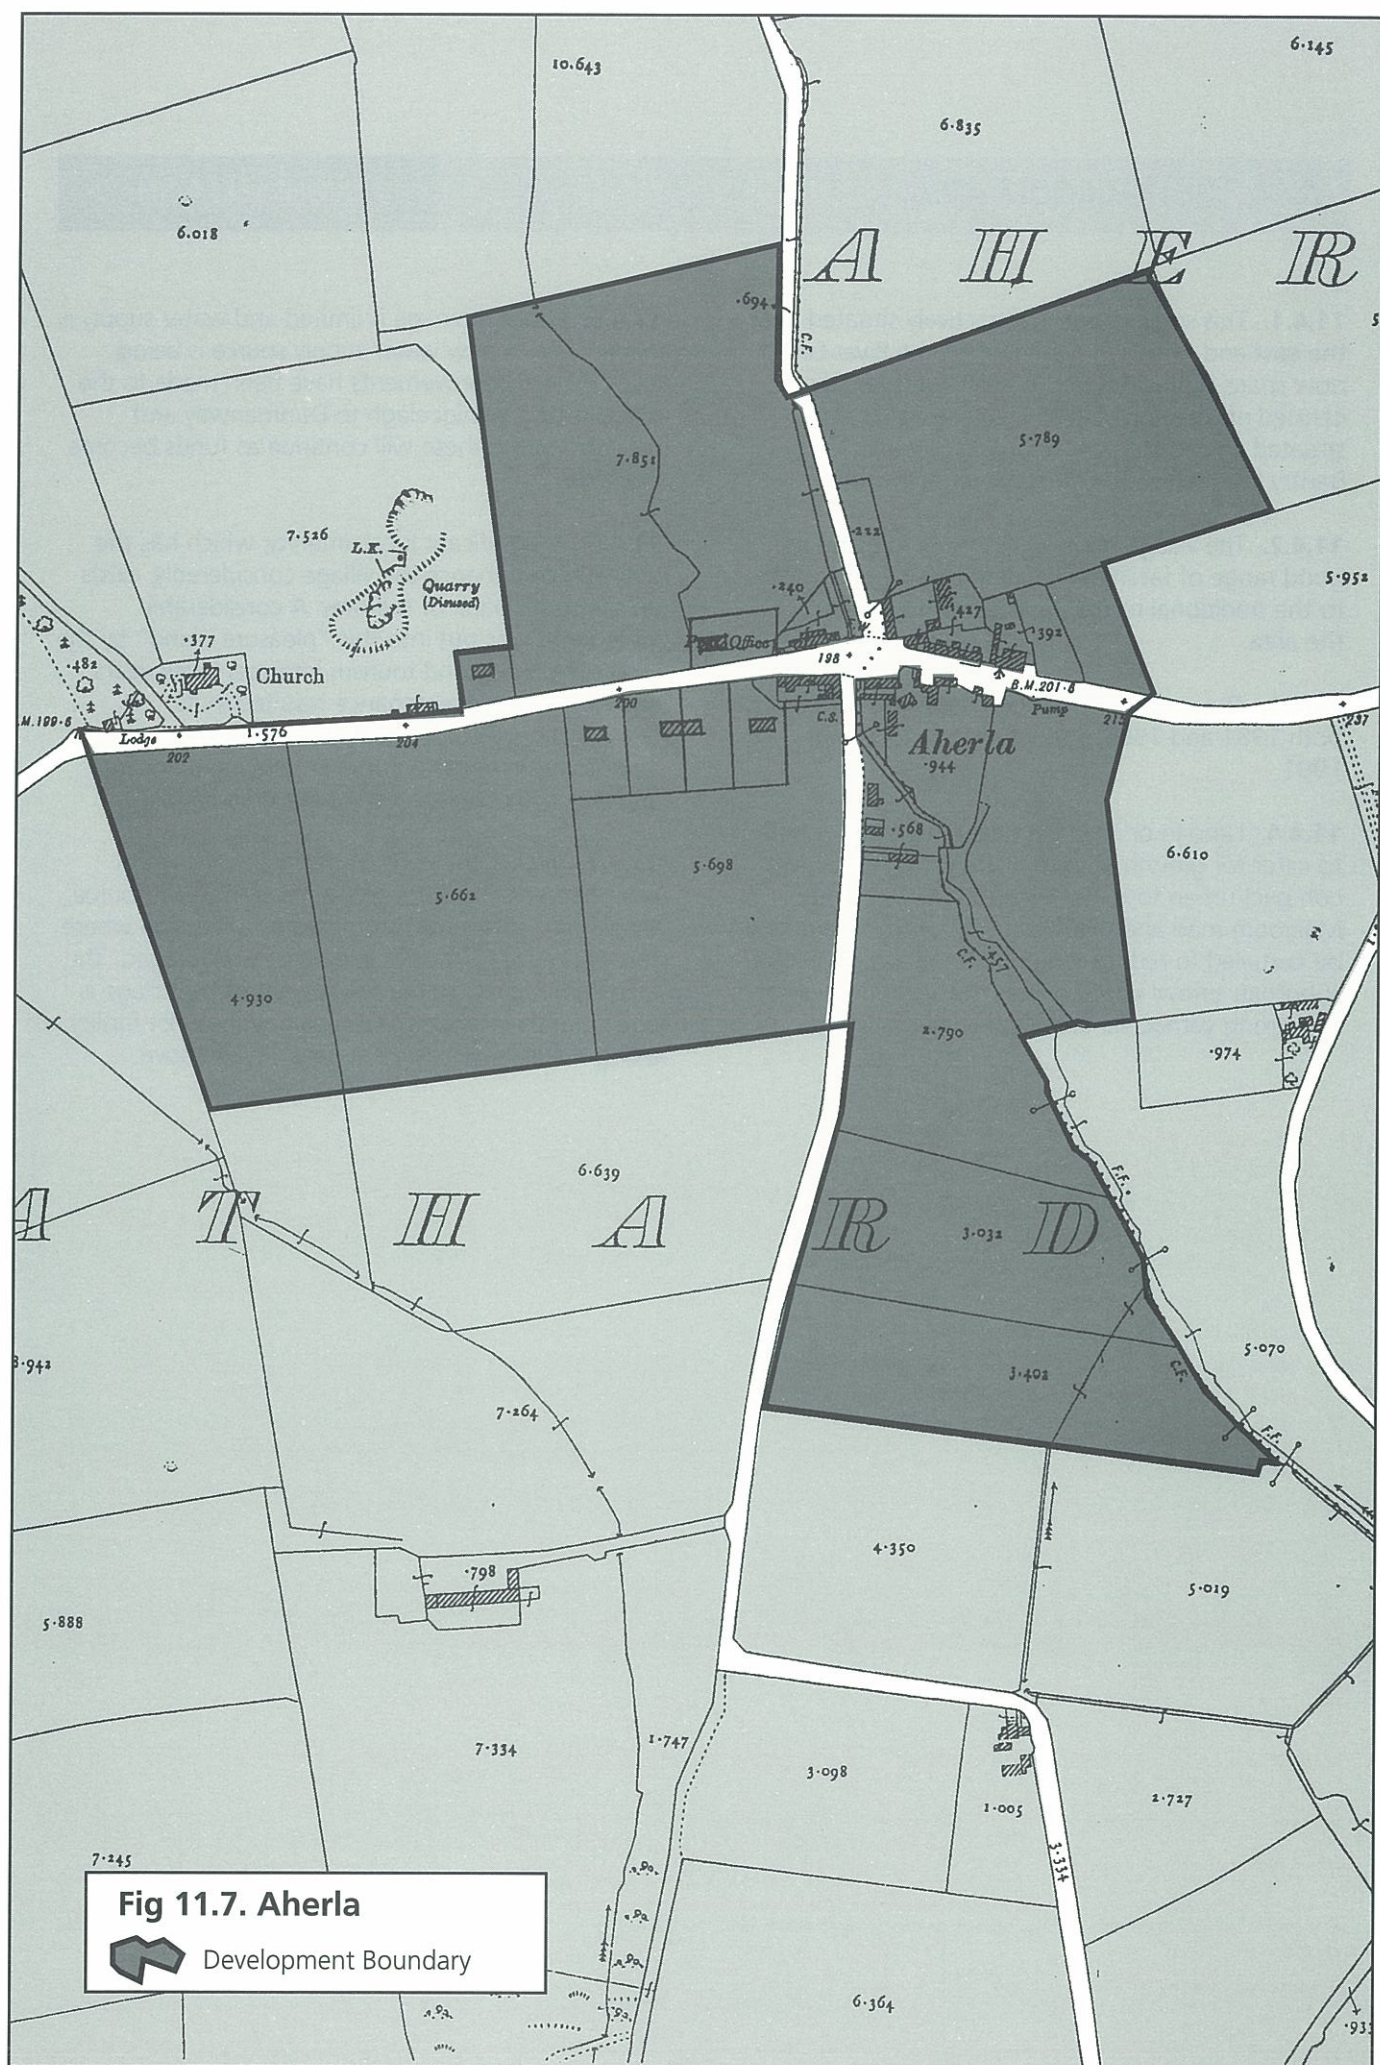 10·643
6·145
6·835
6·018
A H E R
·694
C.F.
5·789
7·851
7·526
L.K.
Quarry
(Disused)
·222
·240
5·952
·427
·392
Post Office
·377
·482
Church
198
B.M.201·6
Pump
215
237
200
C.S.
.M.199·6
Lodge
202
1·576
204
Aherla
·944
·568
6·610
5·698
5·662
·457
C.F.
4·930
2·790
·974
6·639
F.F.
A T H A R D
3·032
5·070
3·942
3·402
C.F.
7·264
F.F.
4·350
·798
5·019
5·888
7·334
1·747
3·098
1·005
2·727
3·334
7·245
Fig 11.7. Aherla
Development Boundary
6·364
·933